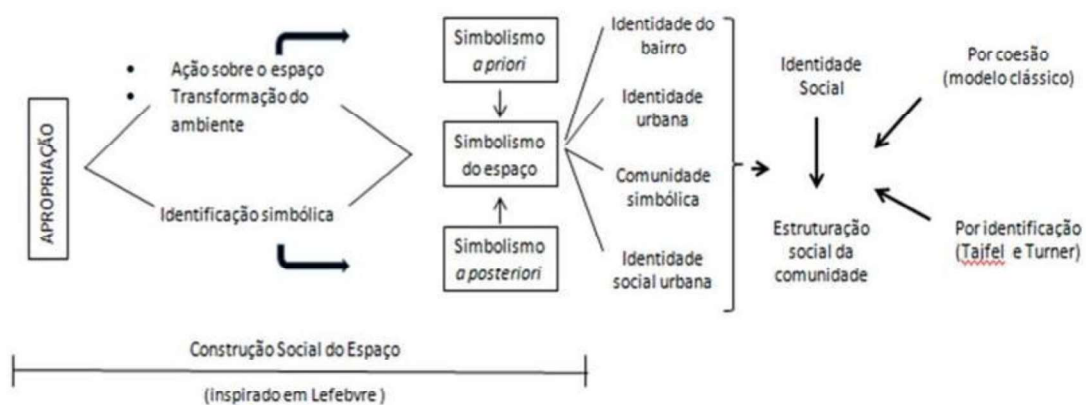 APROPRIAÇÃO
• Ação sobre o espaço
• Transformação do
ambiente
Identificação simbólica
Simbolismo
a priori
Simbolismo
do espaço
Simbolismo
a posteriori
Identidade do
bairro
Identidade
urbana
Comunidade
simbólica
Identidade
social urbana
Identidade
Social
Estruturação
social da
comunidade
Por coesão
(modelo clássico)
Por identificação
(Tajfel e Turner)
Construção Social do Espaço
(inspirado em Lefebvre )